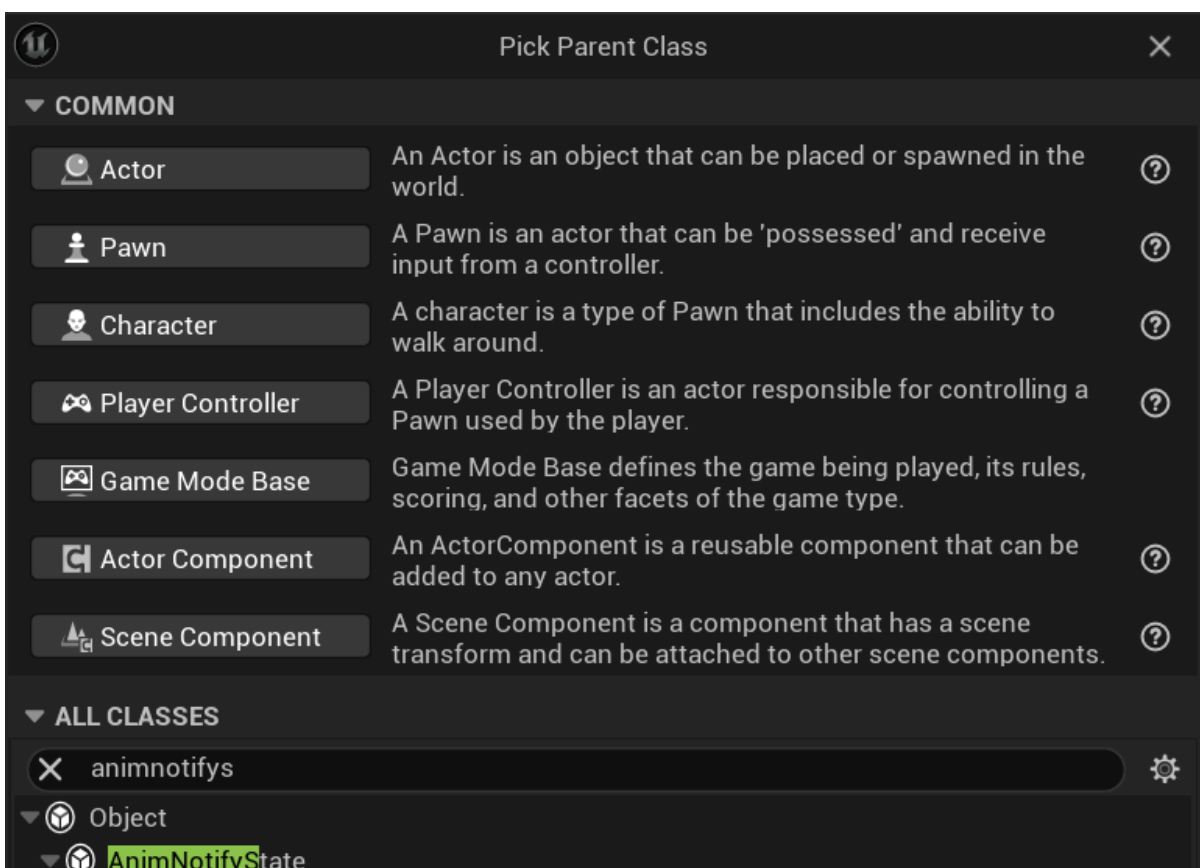 Pick Parent Class
COMMON
Actor
An Actor is an object that can be placed or spawned in the
world.
Pawn
A Pawn is an actor that can be 'possessed' and receive
input from a controller.
Character
A character is a type of Pawn that includes the ability to
walk around.
Player Controller
A Player Controller is an actor responsible for controlling a
Pawn used by the player.
Game Mode Base
Game Mode Base defines the game being played, its rules,
scoring, and other facets of the game type.
Actor Component
An ActorComponent is a reusable component that can be
added to any actor.
Scene Component
A Scene Component is a component that has a scene
transform and can be attached to other scene components.
ALL CLASSES
animnotifys
Object
AnimNotifyState